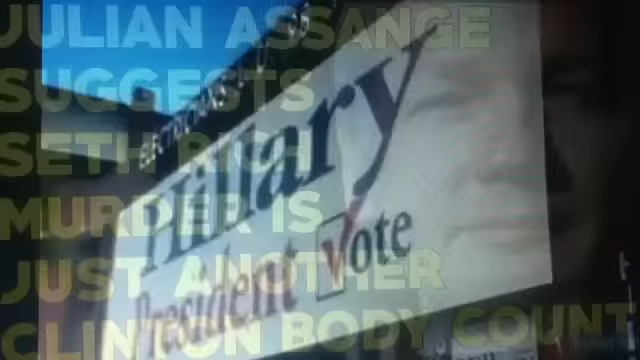 JULIAN ASSANGE
SUGGESTS
SETH RICH
MURDER IS
JUST ANOTHER
CLINTON BODY COUNT
Hillary
President Vote